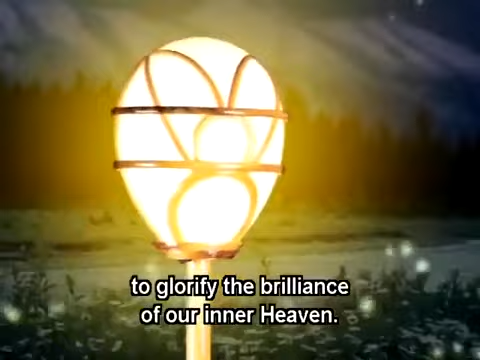 to glorify the brilliance
of our inner Heaven.